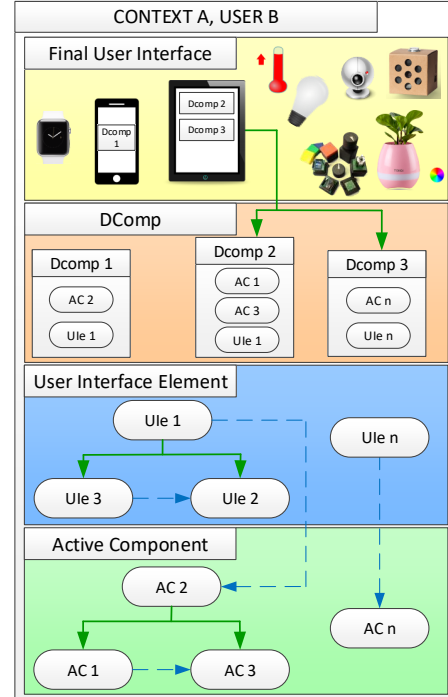 CONTEXT A, USER B
Final User Interface
Dcomp
1
Dcomp 2
Dcomp 3
DComp
Dcomp 1
AC 2
UIe 1
Dcomp 2
AC 1
AC 3
UIe 1
Dcomp 3
AC n
UIe n
User Interface Element
UIe 1
UIe n
UIe 3
UIe 2
Active Component
AC 2
AC n
AC 1
AC 3